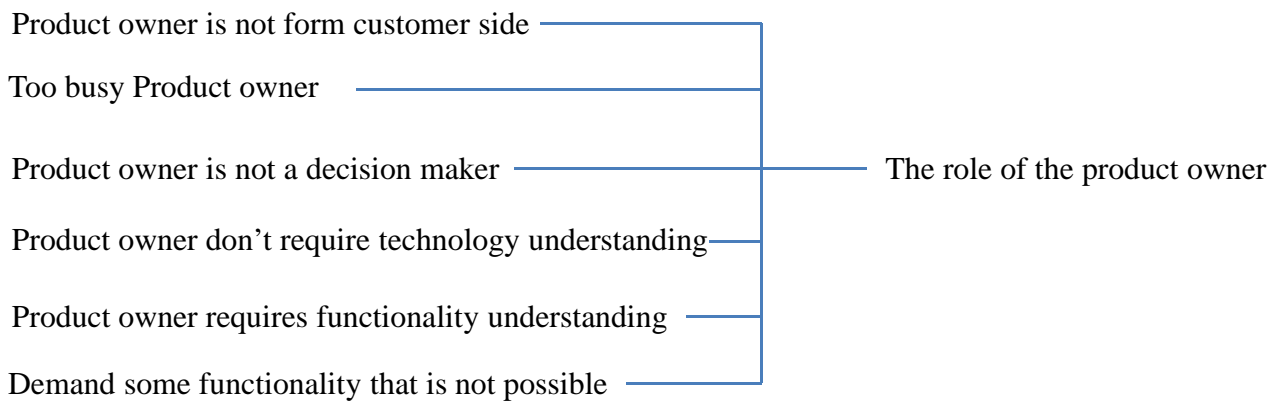 Product owner is not form customer side
Too busy Product owner
Product owner is not a decision maker
The role of the product owner
Product owner don’t require technology understanding
Product owner requires functionality understanding
Demand some functionality that is not possible